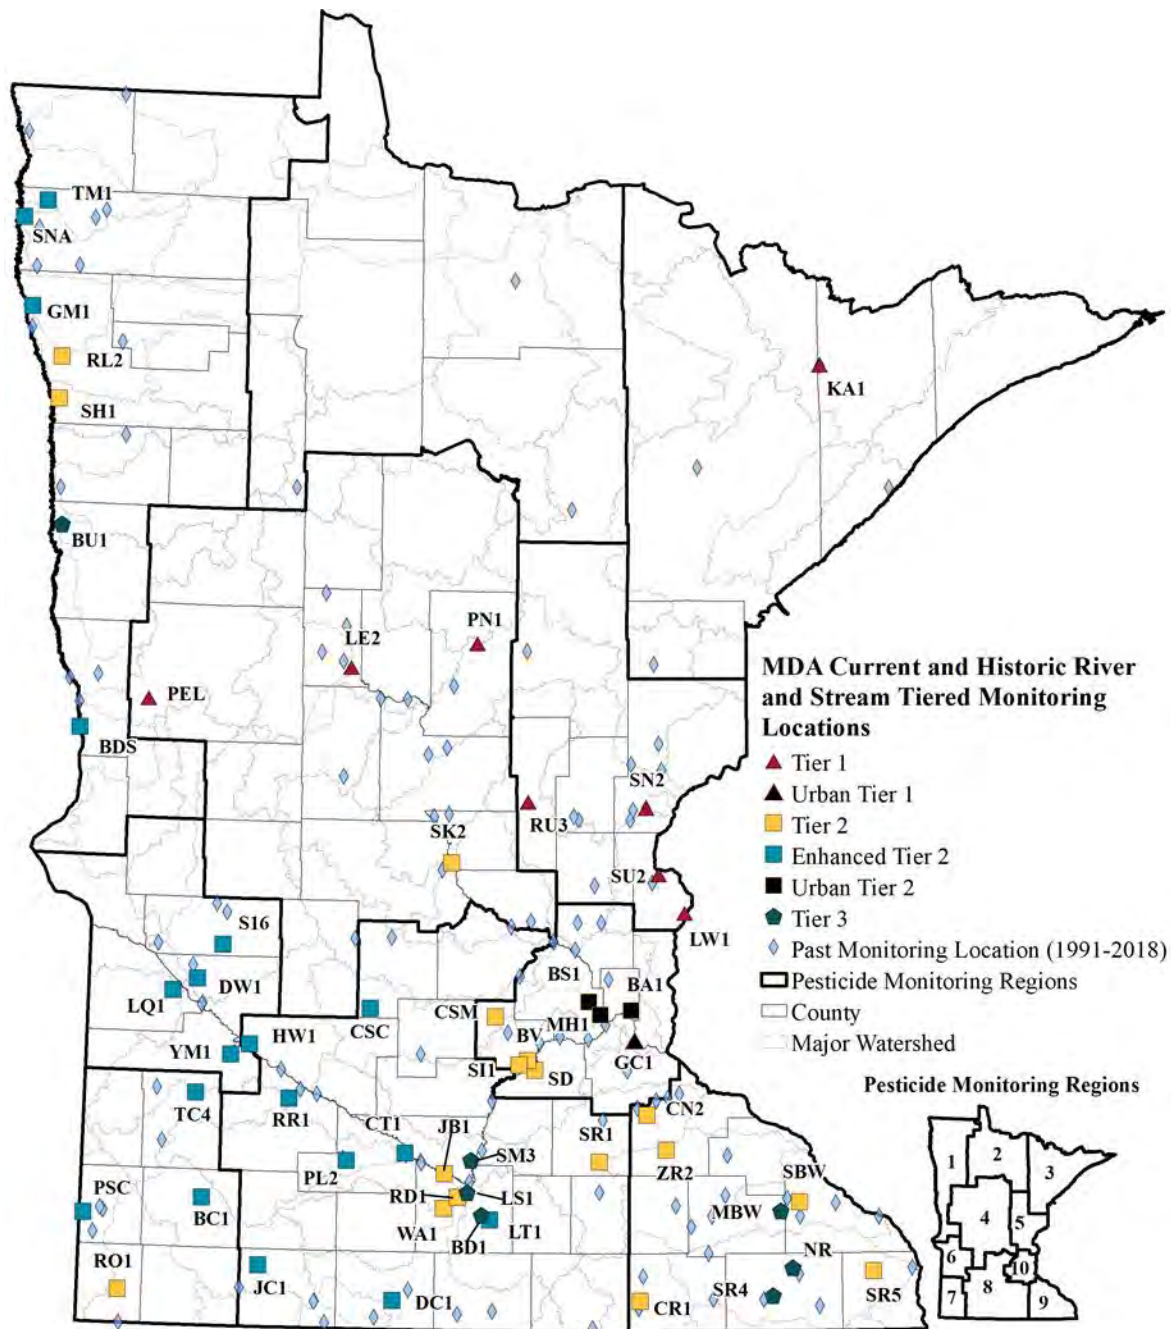 TM1
SNA
GM1
RL2
SH1
KA1
BU1
PN1
LE2
PEL
BDS
MDA Current and Historic River
and Stream Tiered Monitoring
Locations
Tier 1
Urban Tier 1
Tier 2
Enhanced Tier 2
Urban Tier 2
Tier 3
Past Monitoring Location (1991-2018)
Pesticide Monitoring Regions
County
Major Watershed
SN2
RU3
SK2
SU2
LW1
S16
DW1
LQ1
BS1
BA1
CSM
CSC
HW1
BV
MH1
YM1
SI1
SD
GC1
TC4
RR1
CT1
JB1
SR1
CN2
PL2
SM3
ZR2
SBW
PSC
BC1
RD1
LS1
MBW
WA1
BD1
LT1
NR
RO1
JC1
DC1
CR1
SR4
SR5
Pesticide Monitoring Regions
1
2
3
4
5
6
10
7
8
9